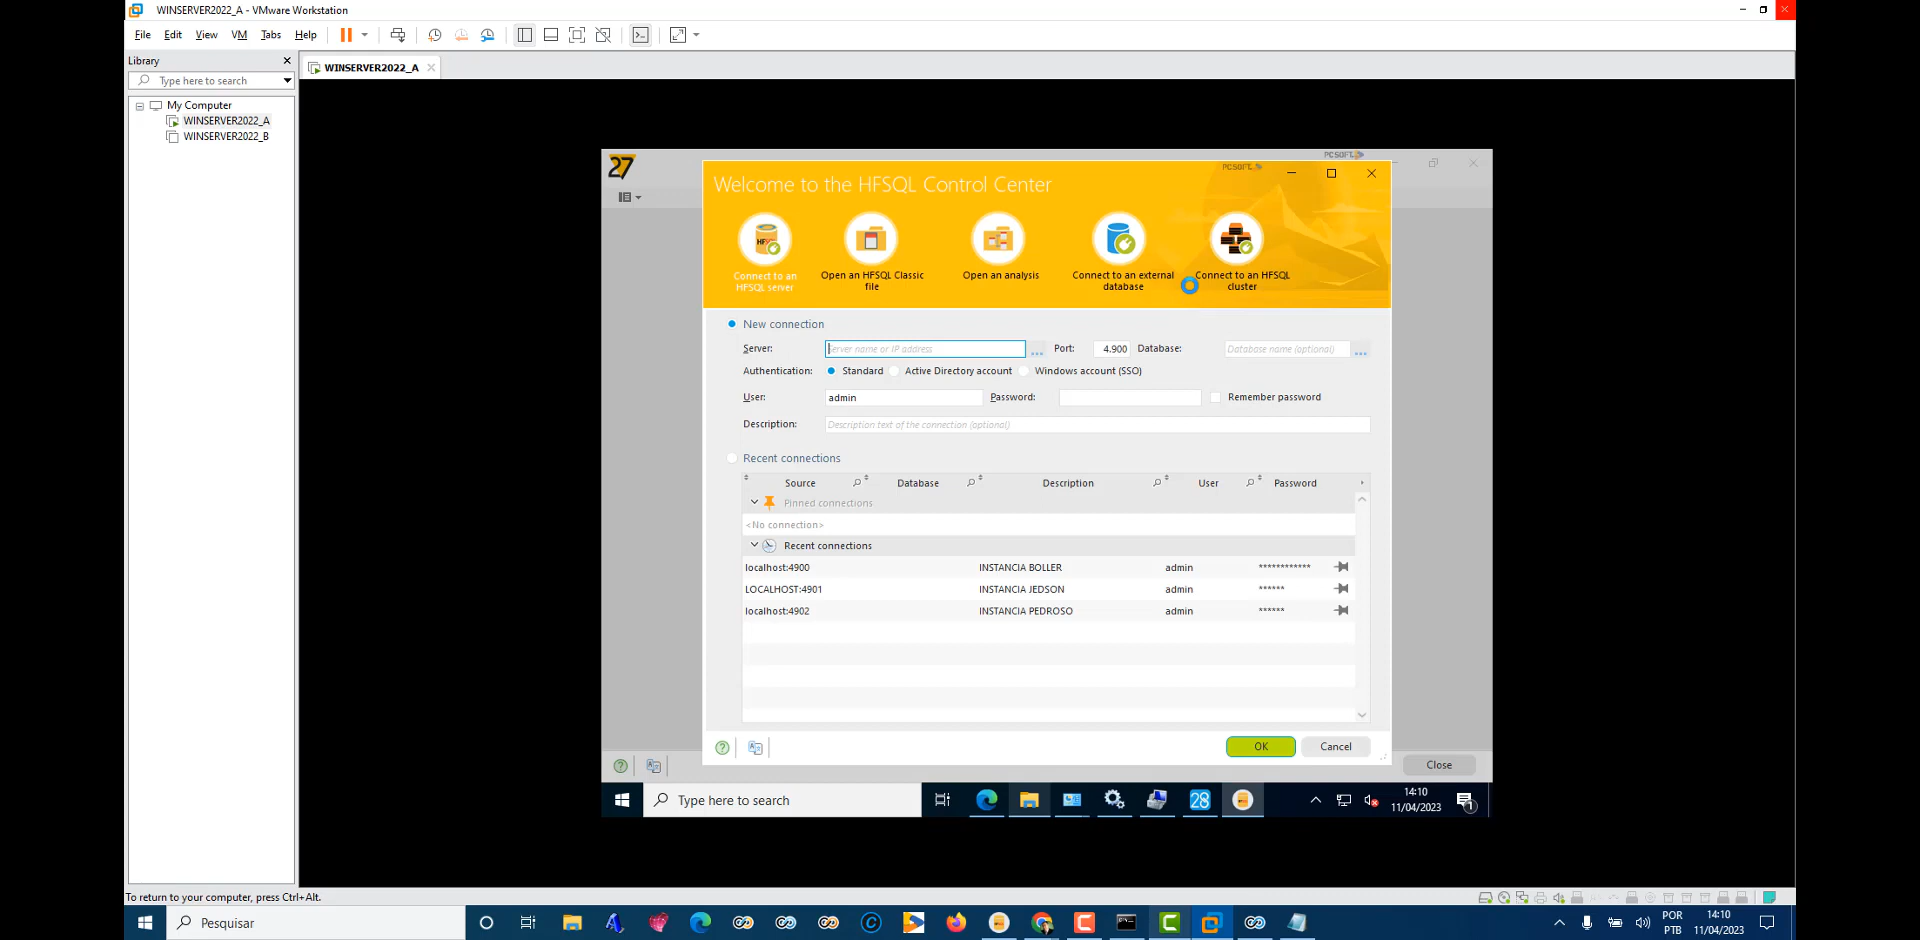 WINSERVER2022_A - VMware Workstation
File Edit View VM Tabs Help
Library
Type here to search
WINSERVER2022_A
My Computer
WINSERVER2022_A
WINSERVER2022_B
27
PCSOFT
PCSOFT
Welcome to the HFSQL Control Center
HFSQL
Connect to an HFSQL server
Open an HFSQL Classic file
Open an analysis
Connect to an external database
Connect to an HFSQL cluster
New connection
Server: Server name or IP address ... Port: 4.900 Database: Database name (optional) ...
Authentication: Standard Active Directory account Windows account (SSO)
User: admin Password: Remember password
Description: Description text of the connection (optional)
Recent connections
Source Database Description User Password
Pinned connections
<No connection>
Recent connections
localhost:4900 INSTANCIA BOLLER admin ************
LOCALHOST:4901 INSTANCIA JEDSON admin ******
localhost:4902 INSTANCIA PEDROSO admin ******
OK Cancel
Close
Type here to search
28
14:10
11/04/2023
1
To return to your computer, press Ctrl+Alt.
Pesquisar
POR
PTB
14:10
11/04/2023